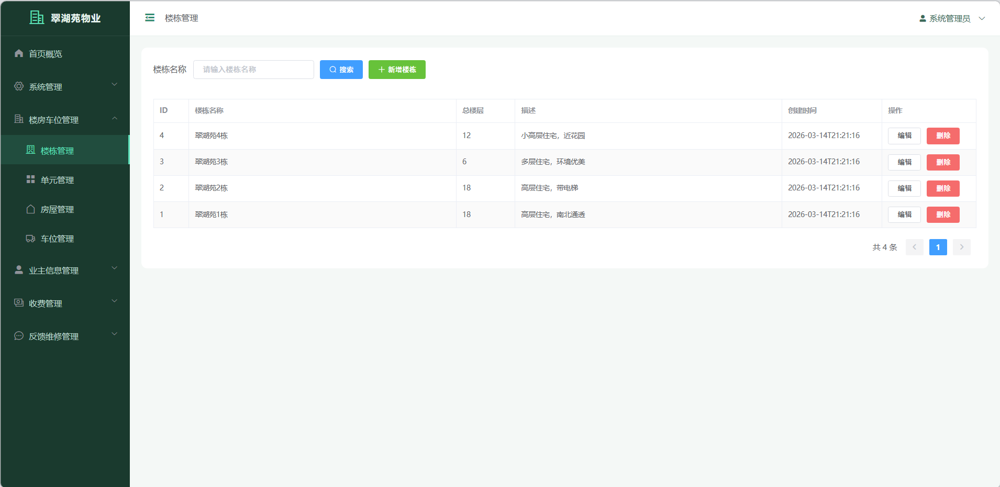 翠湖苑物业
楼栋管理
系统管理员
首页概览
系统管理
楼房车位管理
楼栋管理
单元管理
房屋管理
车位管理
业主信息管理
收费管理
反馈维修管理
楼栋名称 请输入楼栋名称 搜索 新增楼栋
ID 楼栋名称 总楼层 描述 创建时间 操作
4 翠湖苑4栋 12 小高层住宅，近花园 2026-03-14T21:21:16 编辑 删除
3 翠湖苑3栋 6 多层住宅，环境优美 2026-03-14T21:21:16 编辑 删除
2 翠湖苑2栋 18 高层住宅，带电梯 2026-03-14T21:21:16 编辑 删除
1 翠湖苑1栋 18 高层住宅，南北通透 2026-03-14T21:21:16 编辑 删除
共 4 条 1